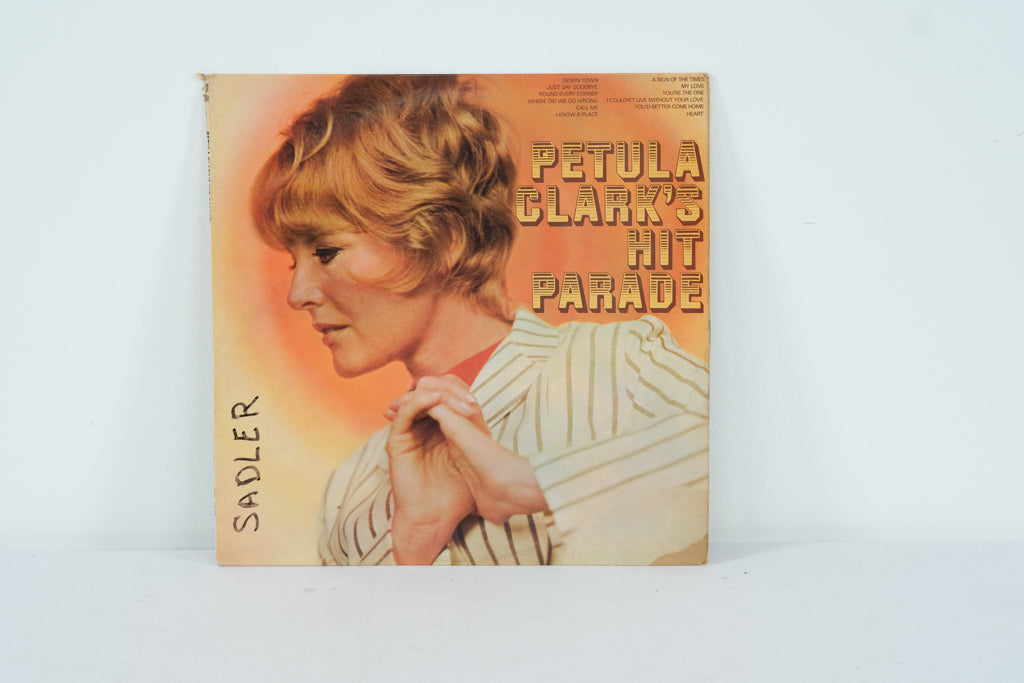 DOWN TOWN
JUST SAY GOODBYE
ROUND EVERY CORNER
WHERE DID WE GO WRONG
CALL ME
I KNOW A PLACE
A SIGN OF THE TIMES
MY LOVE
YOU'RE THE ONE
I COULDN'T LIVE WITHOUT YOUR LOVE
YOU'D BETTER COME HOME
HEART
PETULA
CLARK'S
HIT
PARADE
SADLER